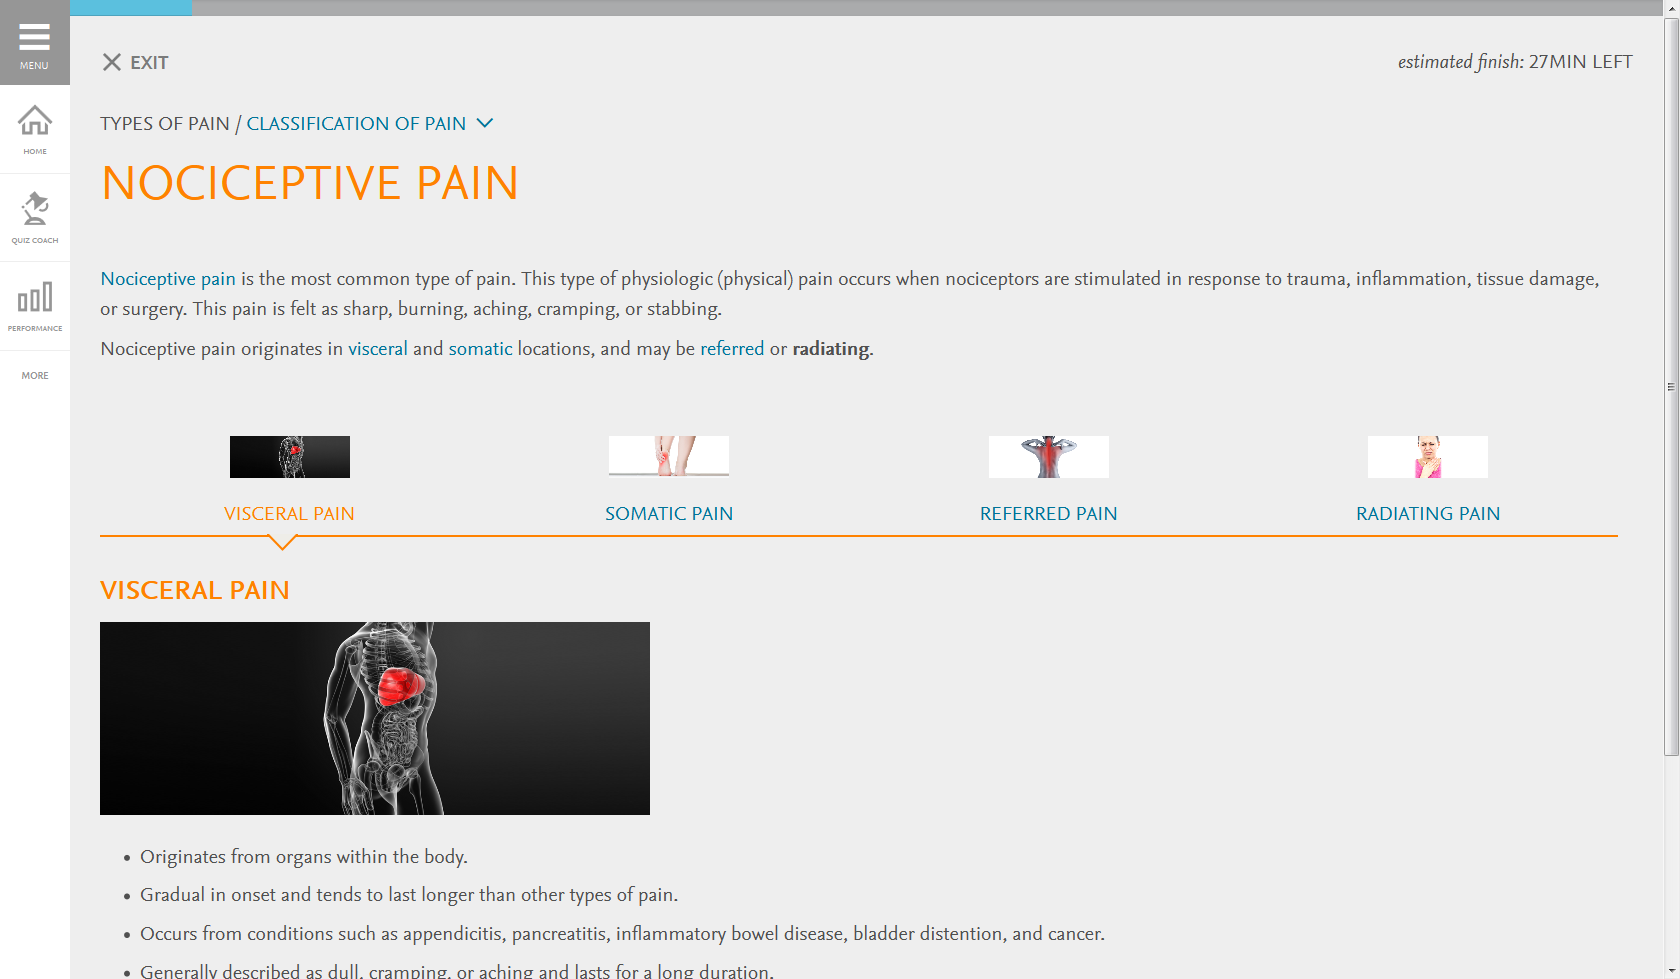 MENU
HOME
QUIZ COACH
PERFORMANCE
MORE
EXIT
estimated finish: 27MIN LEFT
TYPES OF PAIN / CLASSIFICATION OF PAIN
NOCICEPTIVE PAIN
Nociceptive pain is the most common type of pain. This type of physiologic (physical) pain occurs when nociceptors are stimulated in response to trauma, inflammation, tissue damage,
or surgery. This pain is felt as sharp, burning, aching, cramping, or stabbing.
Nociceptive pain originates in visceral and somatic locations, and may be referred or radiating.
VISCERAL PAIN
SOMATIC PAIN
REFERRED PAIN
RADIATING PAIN
VISCERAL PAIN
• Originates from organs within the body.
• Gradual in onset and tends to last longer than other types of pain.
• Occurs from conditions such as appendicitis, pancreatitis, inflammatory bowel disease, bladder distention, and cancer.
• Generally described as dull, cramping, or aching and lasts for a long duration.